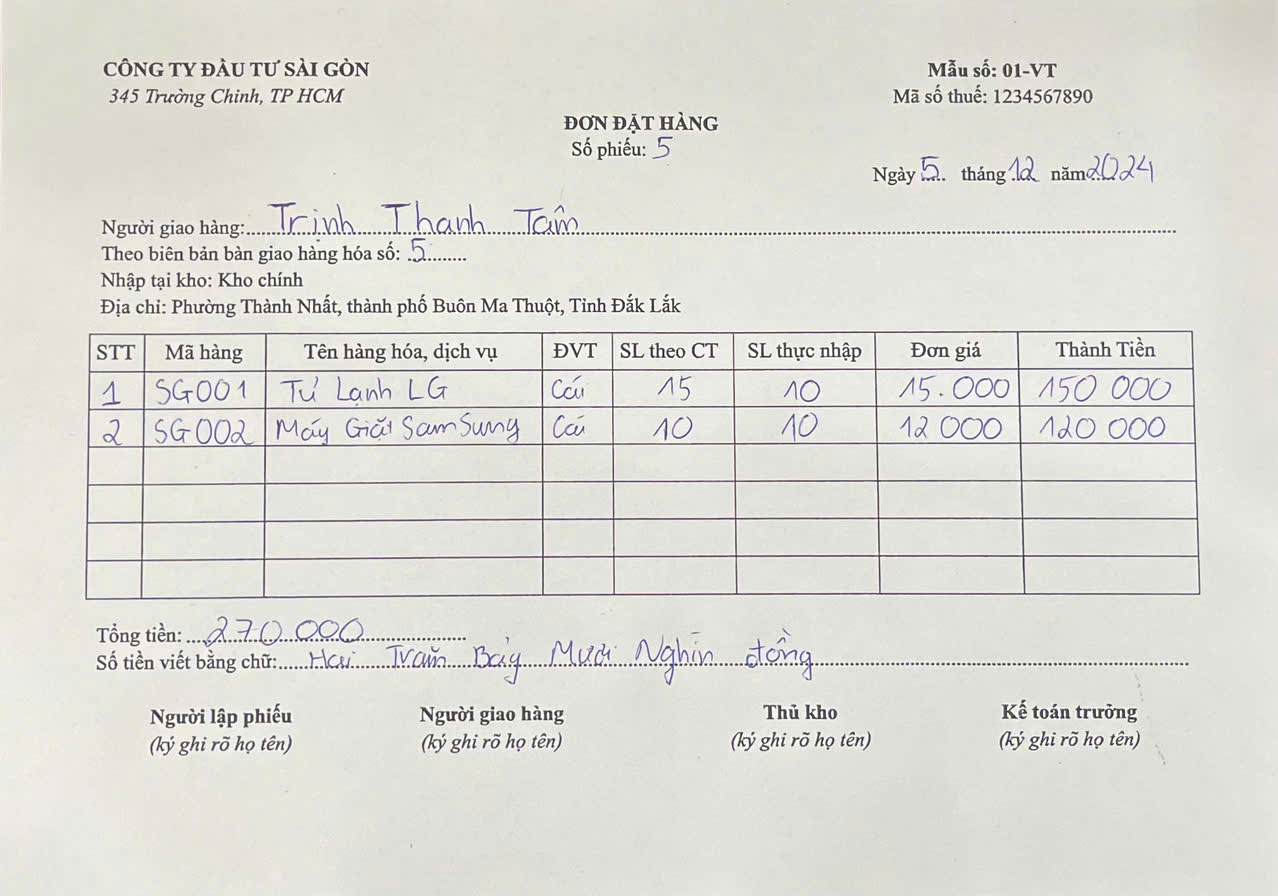 CÔNG TY ĐẦU TƯ SÀI GÒN
Mẫu số: 01-VT
345 Trường Chinh, TP HCM
Mã số thuế: 1234567890
ĐƠN ĐẶT HÀNG
Số phiếu: 5
Ngày 5 tháng 12 năm 2024
Người giao hàng: Trịnh Thanh Tâm
Theo biên bản bàn giao hàng hóa số: 5
Nhập tại kho: Kho chính
Địa chỉ: Phường Thành Nhất, thành phố Buôn Ma Thuột, Tỉnh Đắk Lắk
STT Mã hàng Tên hàng hóa, dịch vụ ĐVT SL theo CT SL thực nhập Đơn giá Thành Tiền
1 SG001 Tủ Lạnh LG Cái 15 10 15.000 150 000
2 SG002 Máy Giặt SamSung Cái 10 10 12 000 120 000
Tổng tiền: 270.000
Số tiền viết bằng chữ: Hai Trăm Bảy Mươi Nghìn đồng
Người lập phiếu Người giao hàng Thủ kho Kế toán trưởng
(ký ghi rõ họ tên) (ký ghi rõ họ tên) (ký ghi rõ họ tên) (ký ghi rõ họ tên)